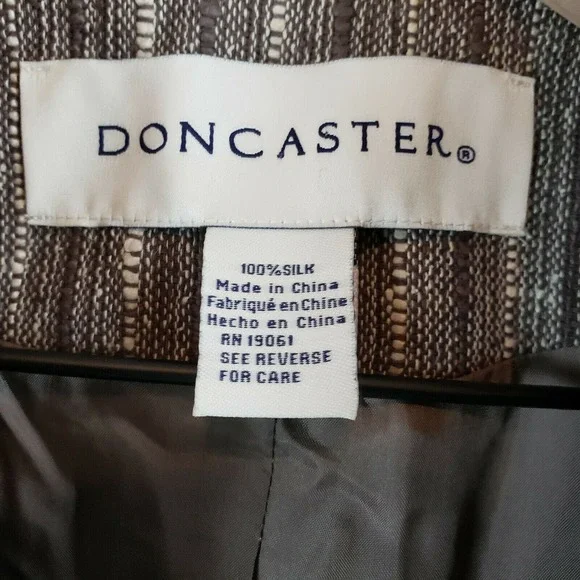 DONCASTER®
100%SILK
Made in China
Fabriqué en Chine
Hecho en China
RN 19061
SEE REVERSE
FOR CARE